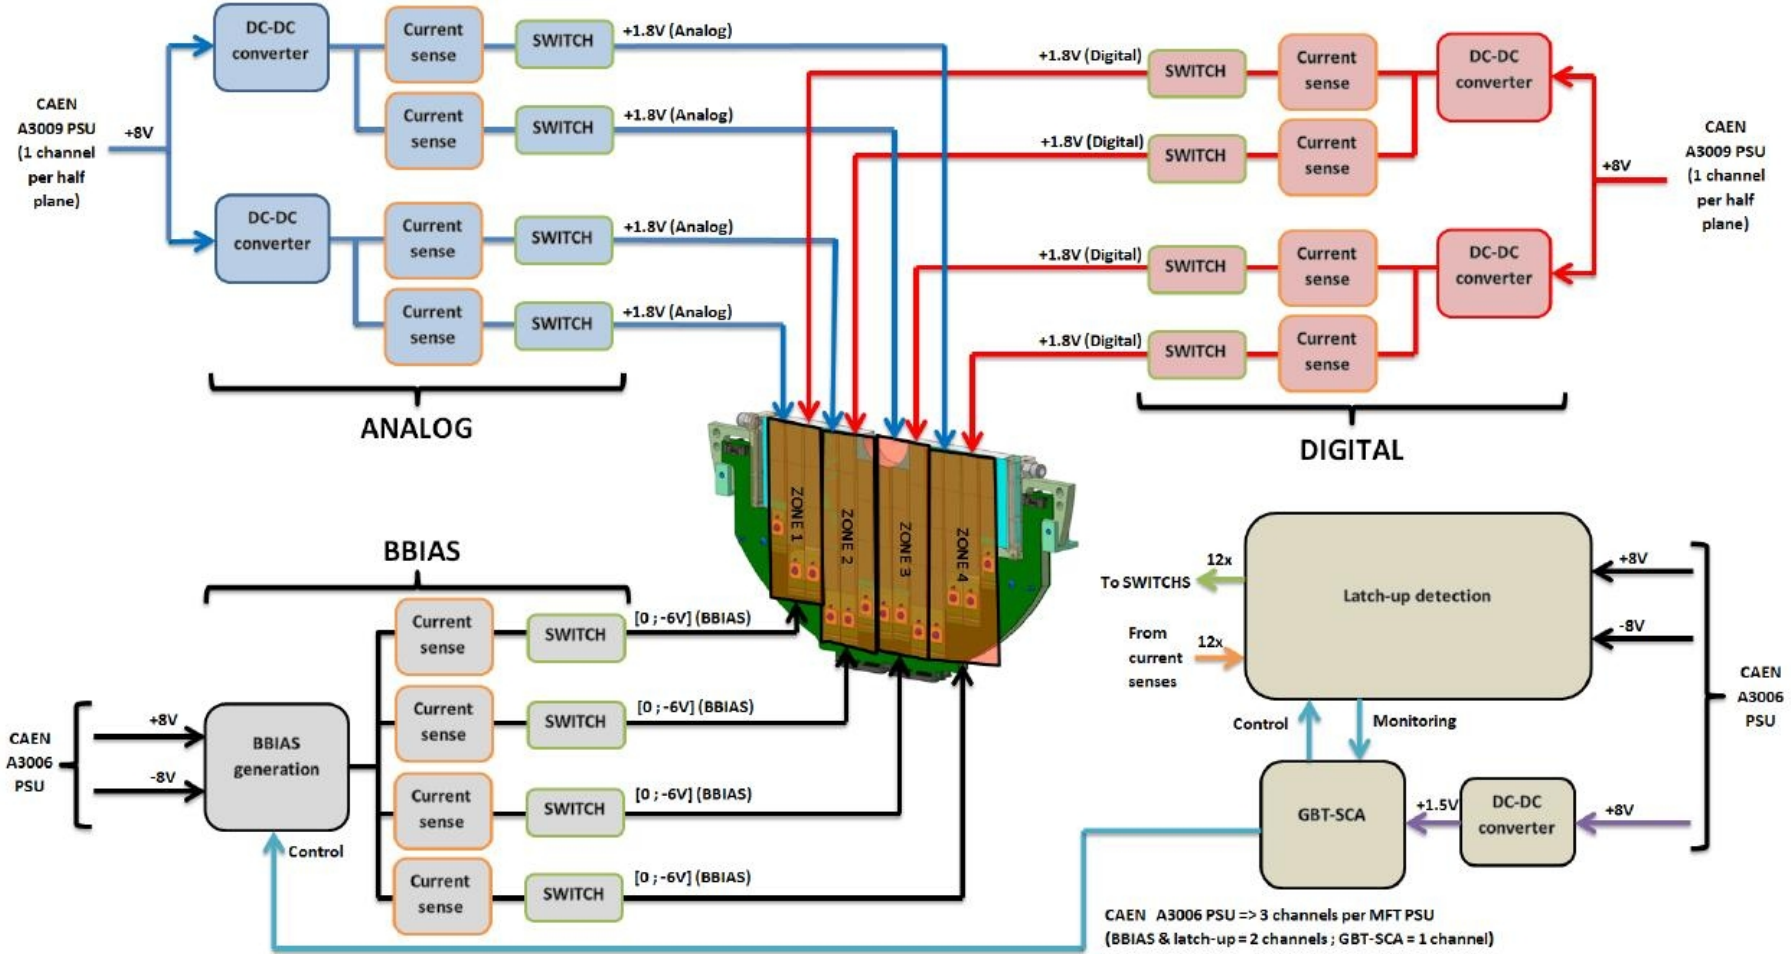 DC-DC
converter
Current
sense
SWITCH
+1.8V (Analog)
Current
sense
SWITCH
+1.8V (Analog)
CAEN
A3009 PSU
(1 channel
per half
plane)
+8V
DC-DC
converter
Current
sense
SWITCH
+1.8V (Analog)
Current
sense
SWITCH
+1.8V (Analog)
ANALOG
+1.8V (Digital)
SWITCH
Current
sense
DC-DC
converter
+1.8V (Digital)
SWITCH
Current
sense
+8V
CAEN
A3009 PSU
(1 channel
per half
plane)
+1.8V (Digital)
SWITCH
Current
sense
DC-DC
converter
+1.8V (Digital)
SWITCH
Current
sense
DIGITAL
ZONE 1
ZONE 2
ZONE 3
ZONE 4
BBIAS
CAEN
A3006
PSU
+8V
-8V
BBIAS
generation
Control
Current
sense
SWITCH
[0 ; -6V] (BBIAS)
Current
sense
SWITCH
[0 ; -6V] (BBIAS)
Current
sense
SWITCH
[0 ; -6V] (BBIAS)
Current
sense
SWITCH
[0 ; -6V] (BBIAS)
To SWITCHS
12x
From
current
senses
12x
Latch-up detection
+8V
-8V
CAEN
A3006
PSU
Control
Monitoring
GBT-SCA
+1.5V
DC-DC
converter
+8V
CAEN A3006 PSU => 3 channels per MFT PSU
(BBIAS & latch-up = 2 channels ; GBT-SCA = 1 channel)